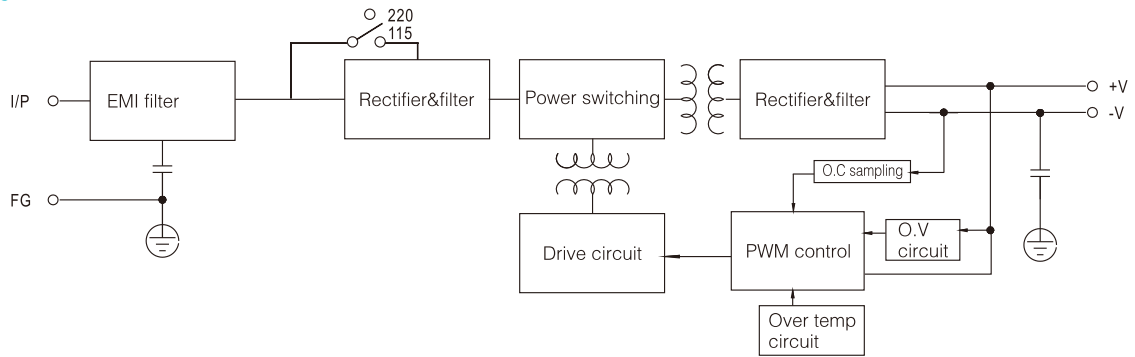 220
115
I/P
EMI filter
Rectifier&filter
Power switching
Rectifier&filter
+V
-V
O.C sampling
FG
Drive circuit
PWM control
O.V
circuit
Over temp
circuit